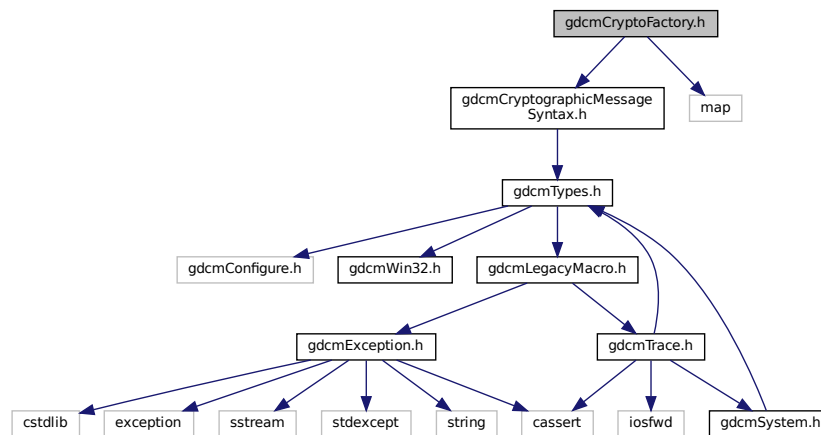 gdcmCryptoFactory.h
gdcmCryptographicMessage
Syntax.h
map
gdcmTypes.h
gdcmConfigure.h
gdcmWin32.h
gdcmLegacyMacro.h
gdcmException.h
gdcmTrace.h
cstdlib
exception
sstream
stdexcept
string
cassert
iosfwd
gdcmSystem.h